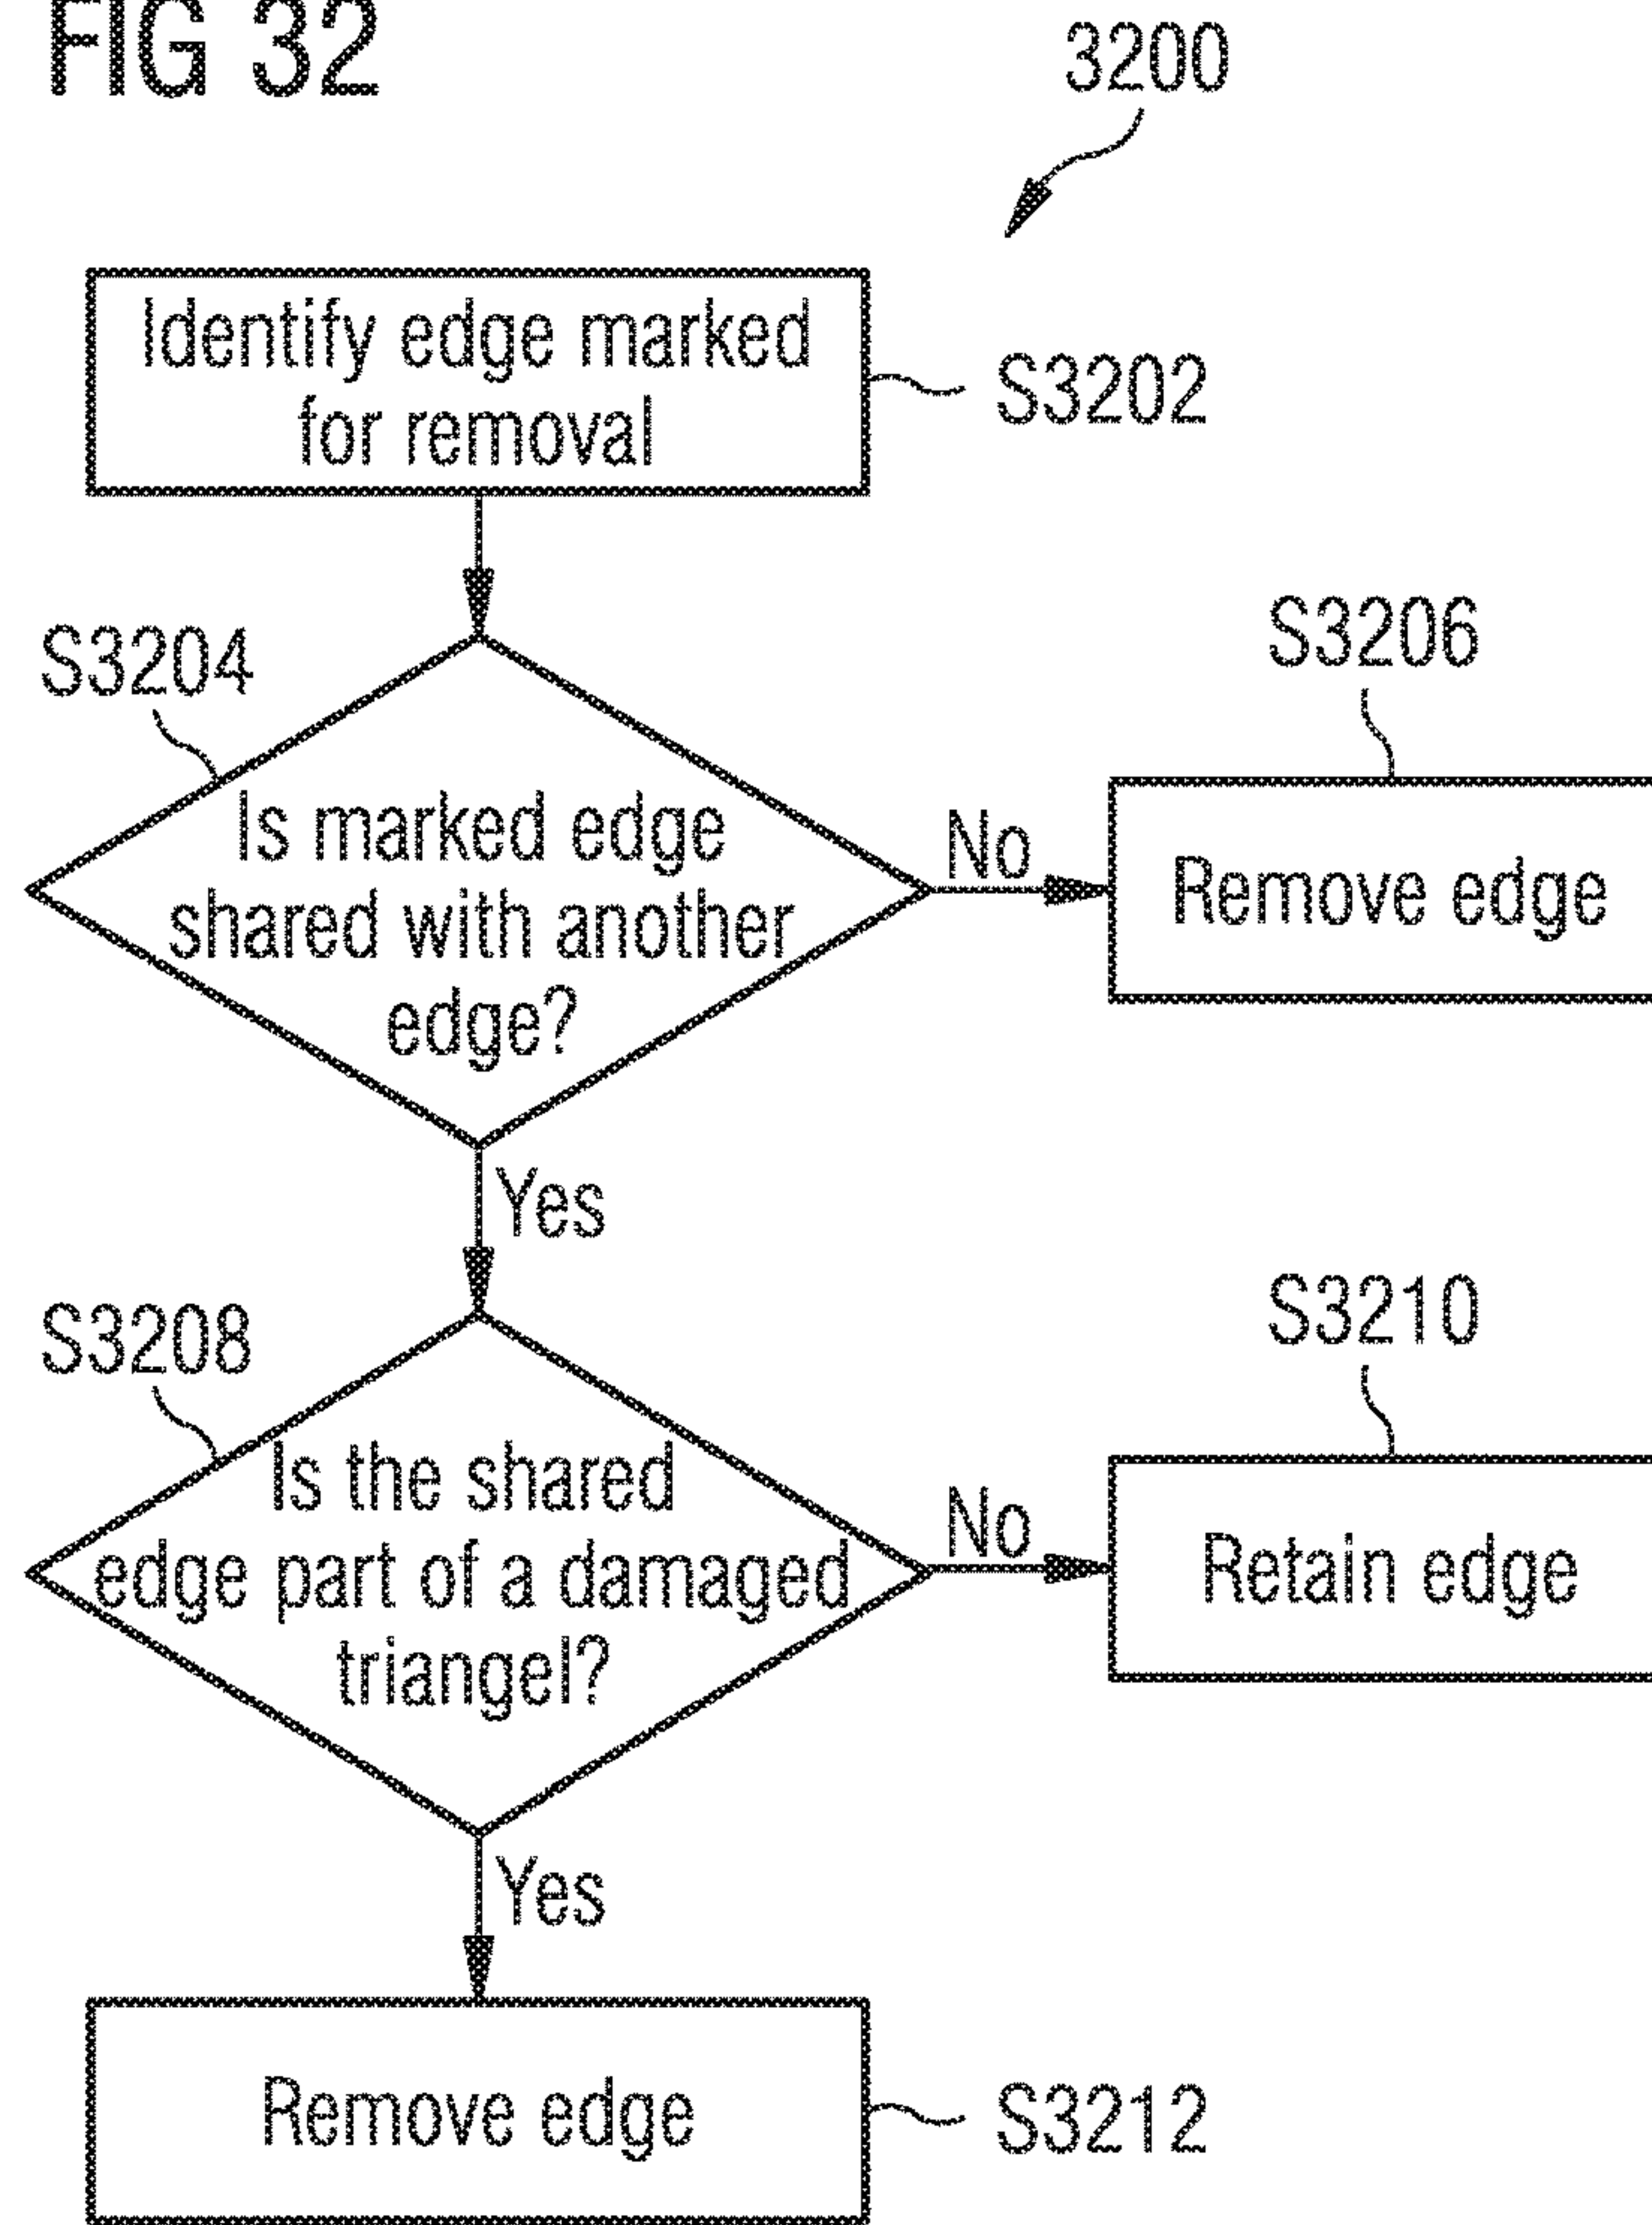 FIG 32
3200
Identify edge marked
for removal
S3202
S3204
Is marked edge
shared with another
edge?
No
S3206
Remove edge
Yes
S3208
Is the shared
edge part of a damaged
triangel?
No
S3210
Retain edge
Yes
Remove edge
S3212